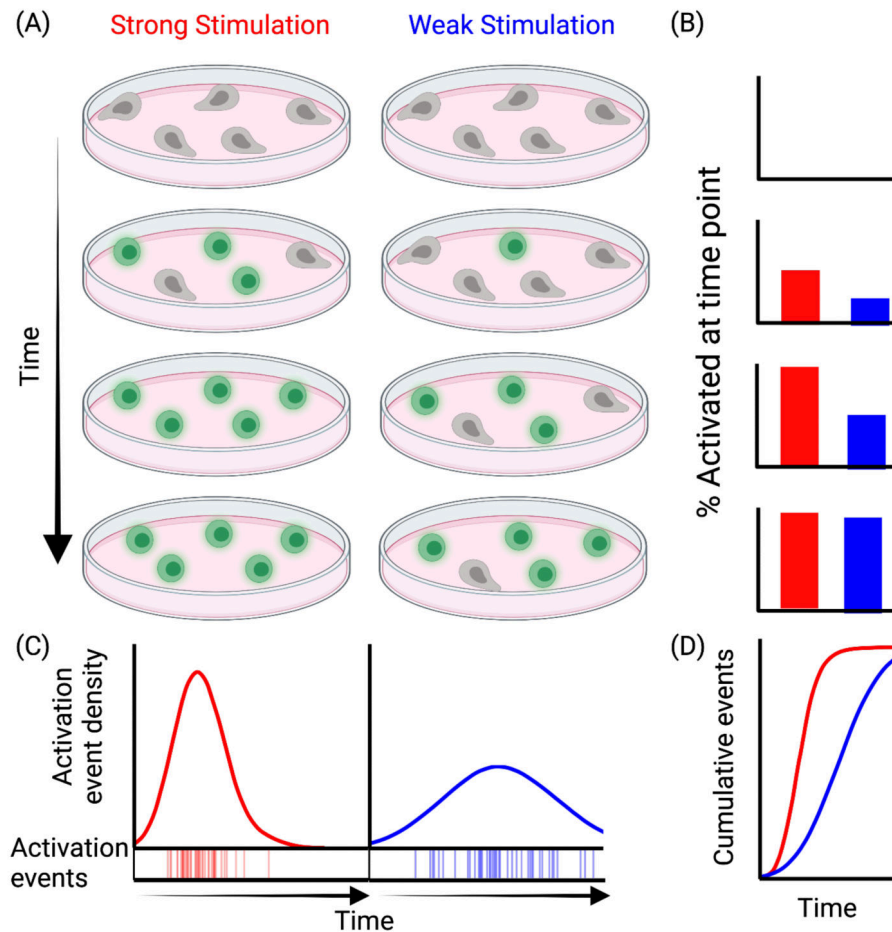 (A)
Strong Stimulation
Weak Stimulation
(B)
Time
% Activated at time point
(C)
Activation
event density
Activation
events
Time
(D)
Cumulative events
Time